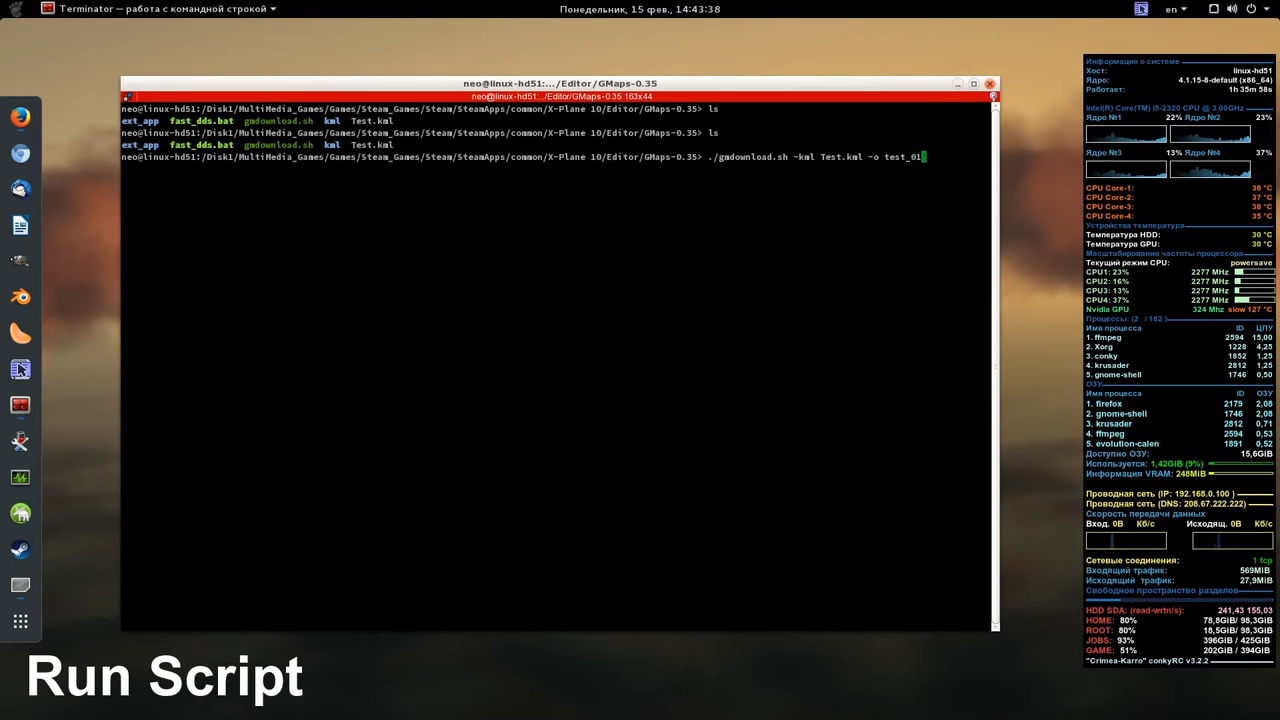 Terminator — работа с командной строкой
Понедельник, 15 фев., 14:43:38
en
neo@linux-hd51:.../Editor/GMaps-0.35
neo@linux-hd51:.../Editor/GMaps-0.35 163x44
neo@linux-hd51:/Disk1/MultiMedia_Games/Games/Steam_Games/Steam/SteamApps/common/X-Plane 10/Editor/GMaps-0.35> ls
ext_app fast_dds.bat gmdownload.sh kml Test.kml
neo@linux-hd51:/Disk1/MultiMedia_Games/Games/Steam_Games/Steam/SteamApps/common/X-Plane 10/Editor/GMaps-0.35> ls
ext_app fast_dds.bat gmdownload.sh kml Test.kml
neo@linux-hd51:/Disk1/MultiMedia_Games/Games/Steam_Games/Steam/SteamApps/common/X-Plane 10/Editor/GMaps-0.35> ./gmdownload.sh -kml Test.kml -o test_01
Информация о системе
Хост: linux-hd51
Ядро: 4.1.15-8-default (x86_64)
Работает: 1h 35m 58s
Intel(R) Core(TM) i5-2320 CPU @ 3.00GHz
Ядро №1 22% Ядро №2 23%
Ядро №3 13% Ядро №4 37%
CPU Core-1: 38 °C
CPU Core-2: 37 °C
CPU Core-3: 38 °C
CPU Core-4: 35 °C
Устройства температура
Температура HDD: 30 °C
Температура GPU: 30 °C
Масштабирования частоты процессора
Текущий режим CPU: powersave
CPU1: 23% 2277 MHz
CPU2: 16% 2277 MHz
CPU3: 13% 2277 MHz
CPU4: 37% 2277 MHz
Nvidia GPU 324 Mhz slow 127 °C
Процессы: (2 / 182 )
Имя процесса ID ЦПУ
1. ffmpeg 2594 15,00
2. Xorg 1228 4,25
3. conky 1852 1,25
4. krusader 2812 1,25
5. gnome-shell 1746 0,50
ОЗУ
Имя процесса ID ОЗУ
1. firefox 2179 2,08
2. gnome-shell 1746 2,08
3. krusader 2812 0,71
4. ffmpeg 2594 0,53
5. evolution-calen 1891 0,52
Доступно ОЗУ: 15,6GiB
Используется: 1,42GiB (9%)
Информация VRAM: 248MiB
Проводная сеть (IP: 192.168.0.100 )
Проводная сеть (DNS: 208.67.222.222)
Скорость передачи данных
Вход. 0B Кб/с Исходящ. 0B Кб/с
Сетевые соединения: 1 tcp
Входящий трафик: 569MiB
Исходящий трафик: 27,9MiB
Свободное пространство разделов
HDD SDA: (read-wrtn/s): 241,43 155,03
HOME: 80% 78,8GiB/ 98,3GiB
ROOT: 80% 18,5GiB/ 98,3GiB
JOBS: 93% 396GiB / 425GiB
GAME: 51% 202GiB / 394GiB
"Crimea-Karro" conkyRC v3.2.2
Run Script